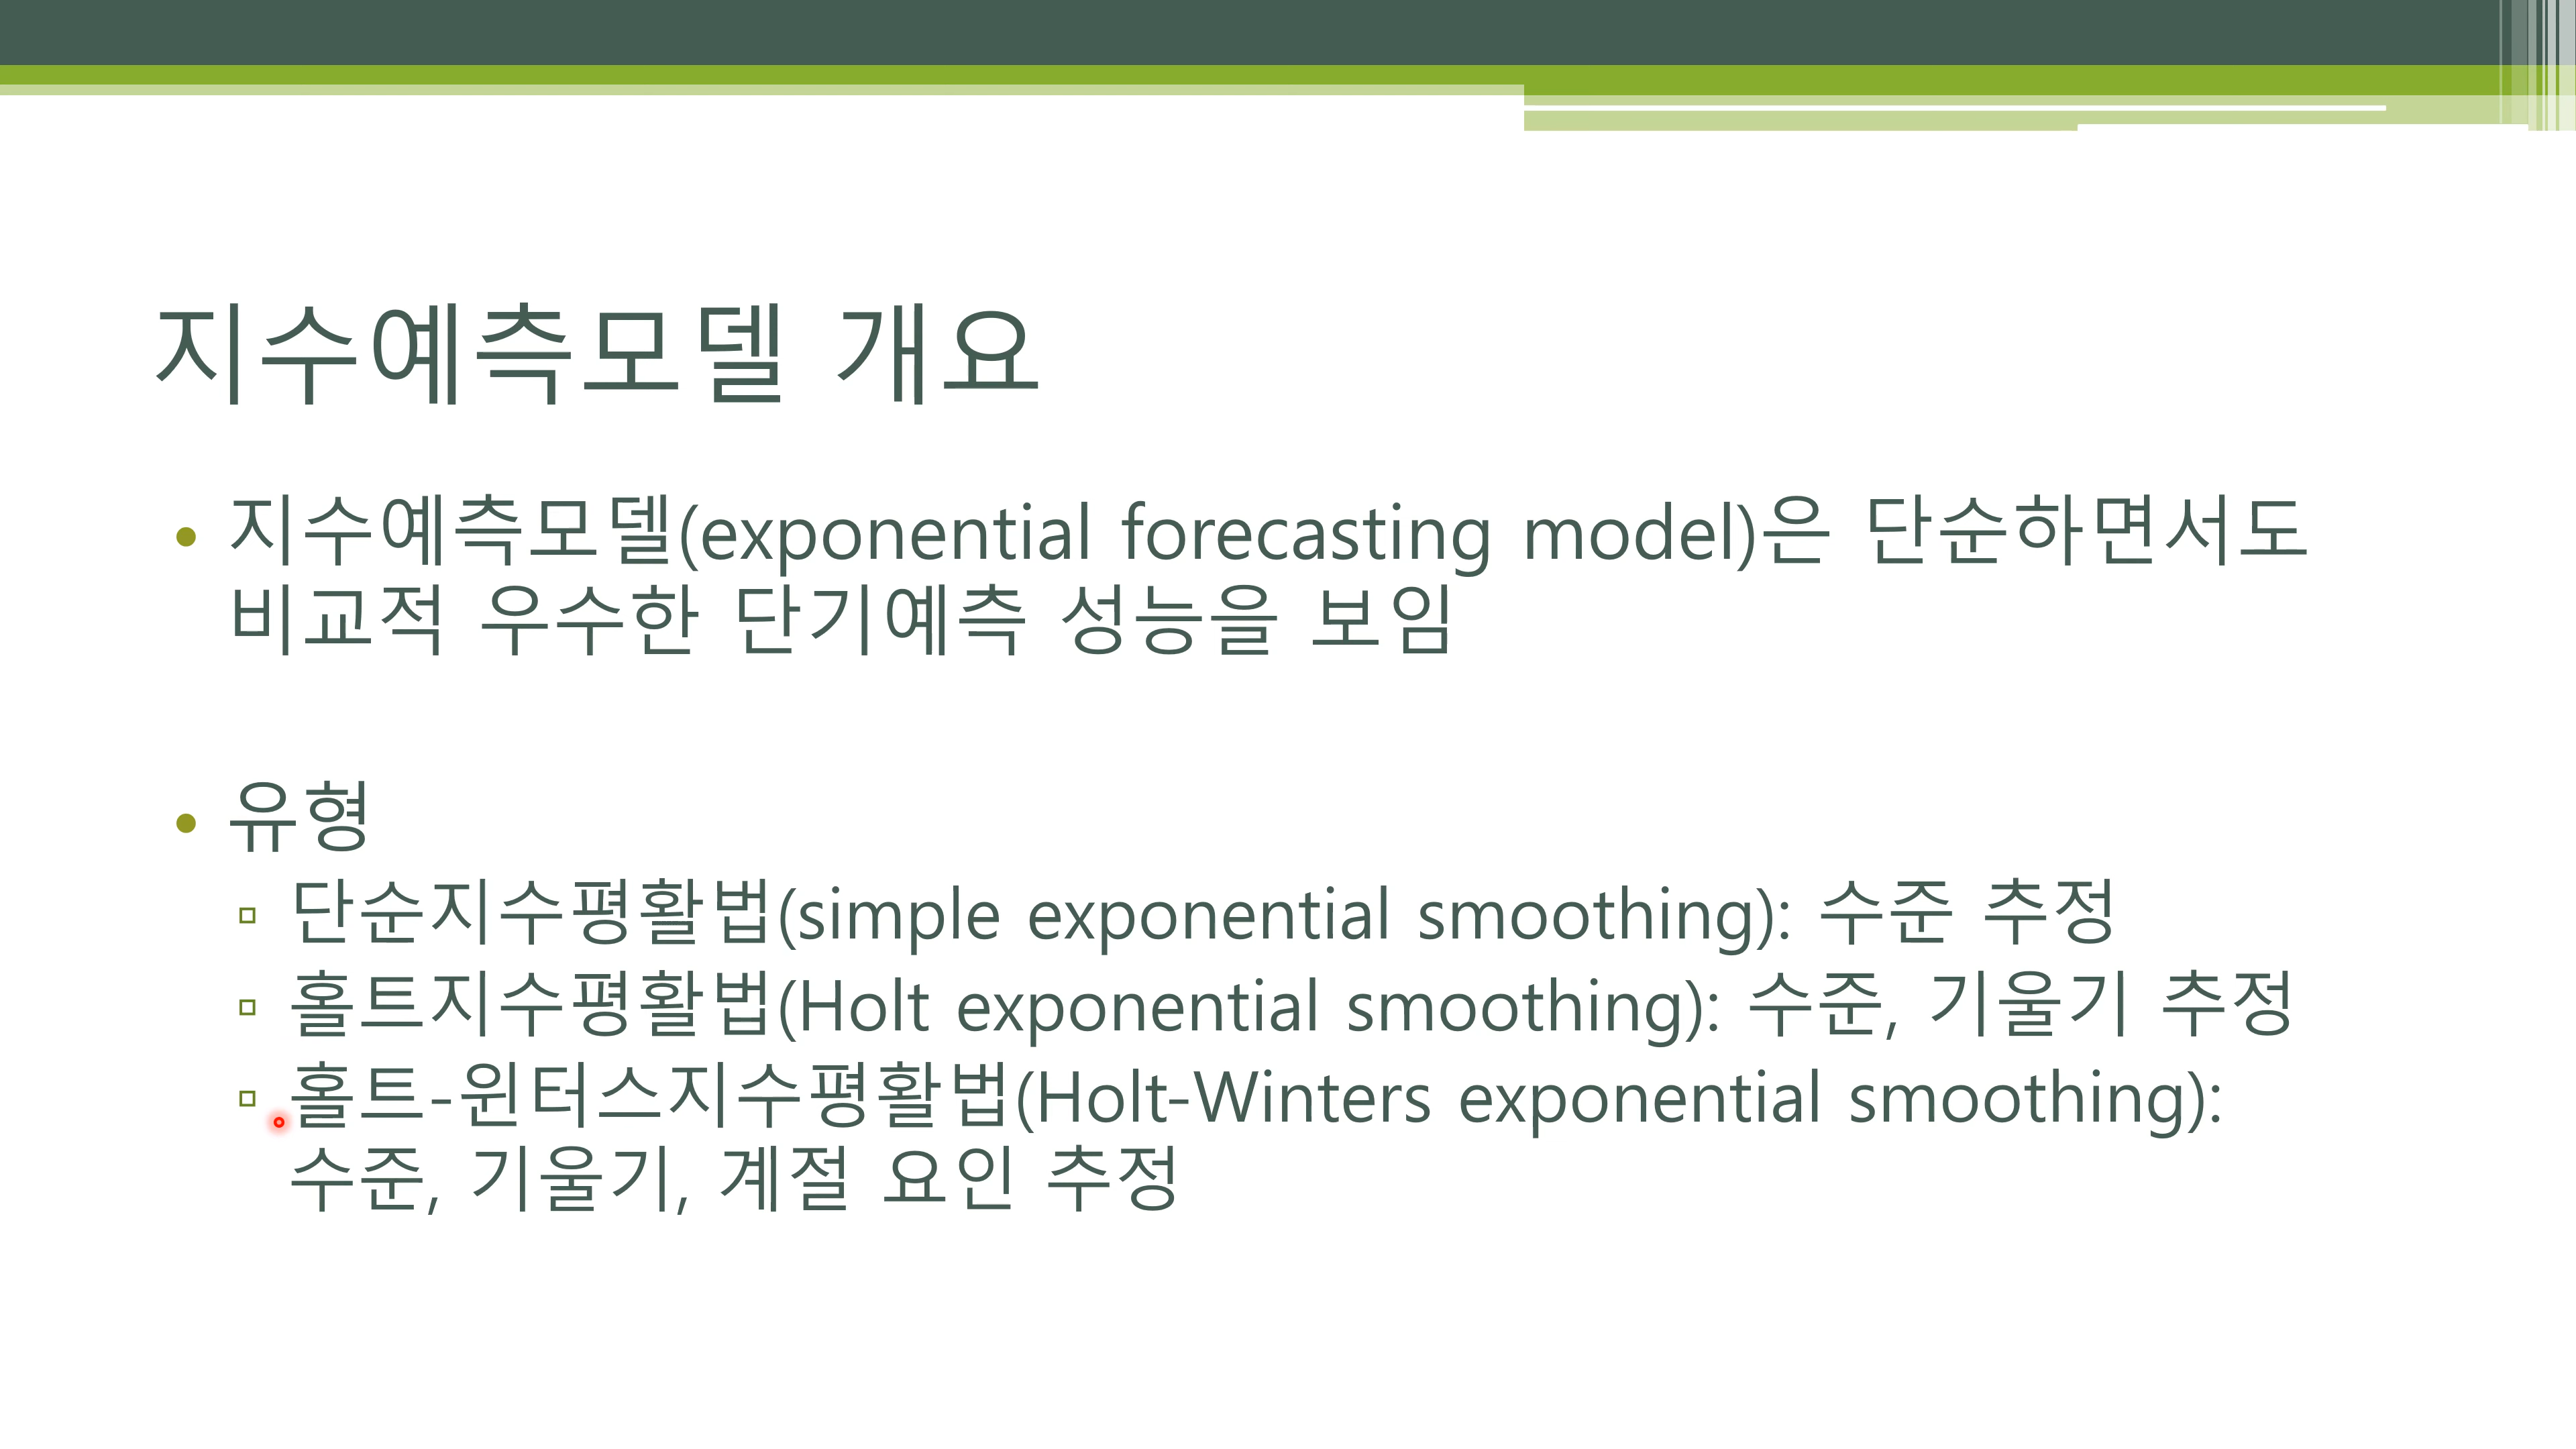 지수예측모델 개요
• 지수예측모델(exponential forecasting model)은 단순하면서도
비교적 우수한 단기예측 성능을 보임
• 유형
▫ 단순지수평활법(simple exponential smoothing): 수준 추정
▫ 홀트지수평활법(Holt exponential smoothing): 수준, 기울기 추정
▫ 홀트-윈터스지수평활법(Holt-Winters exponential smoothing):
수준, 기울기, 계절 요인 추정